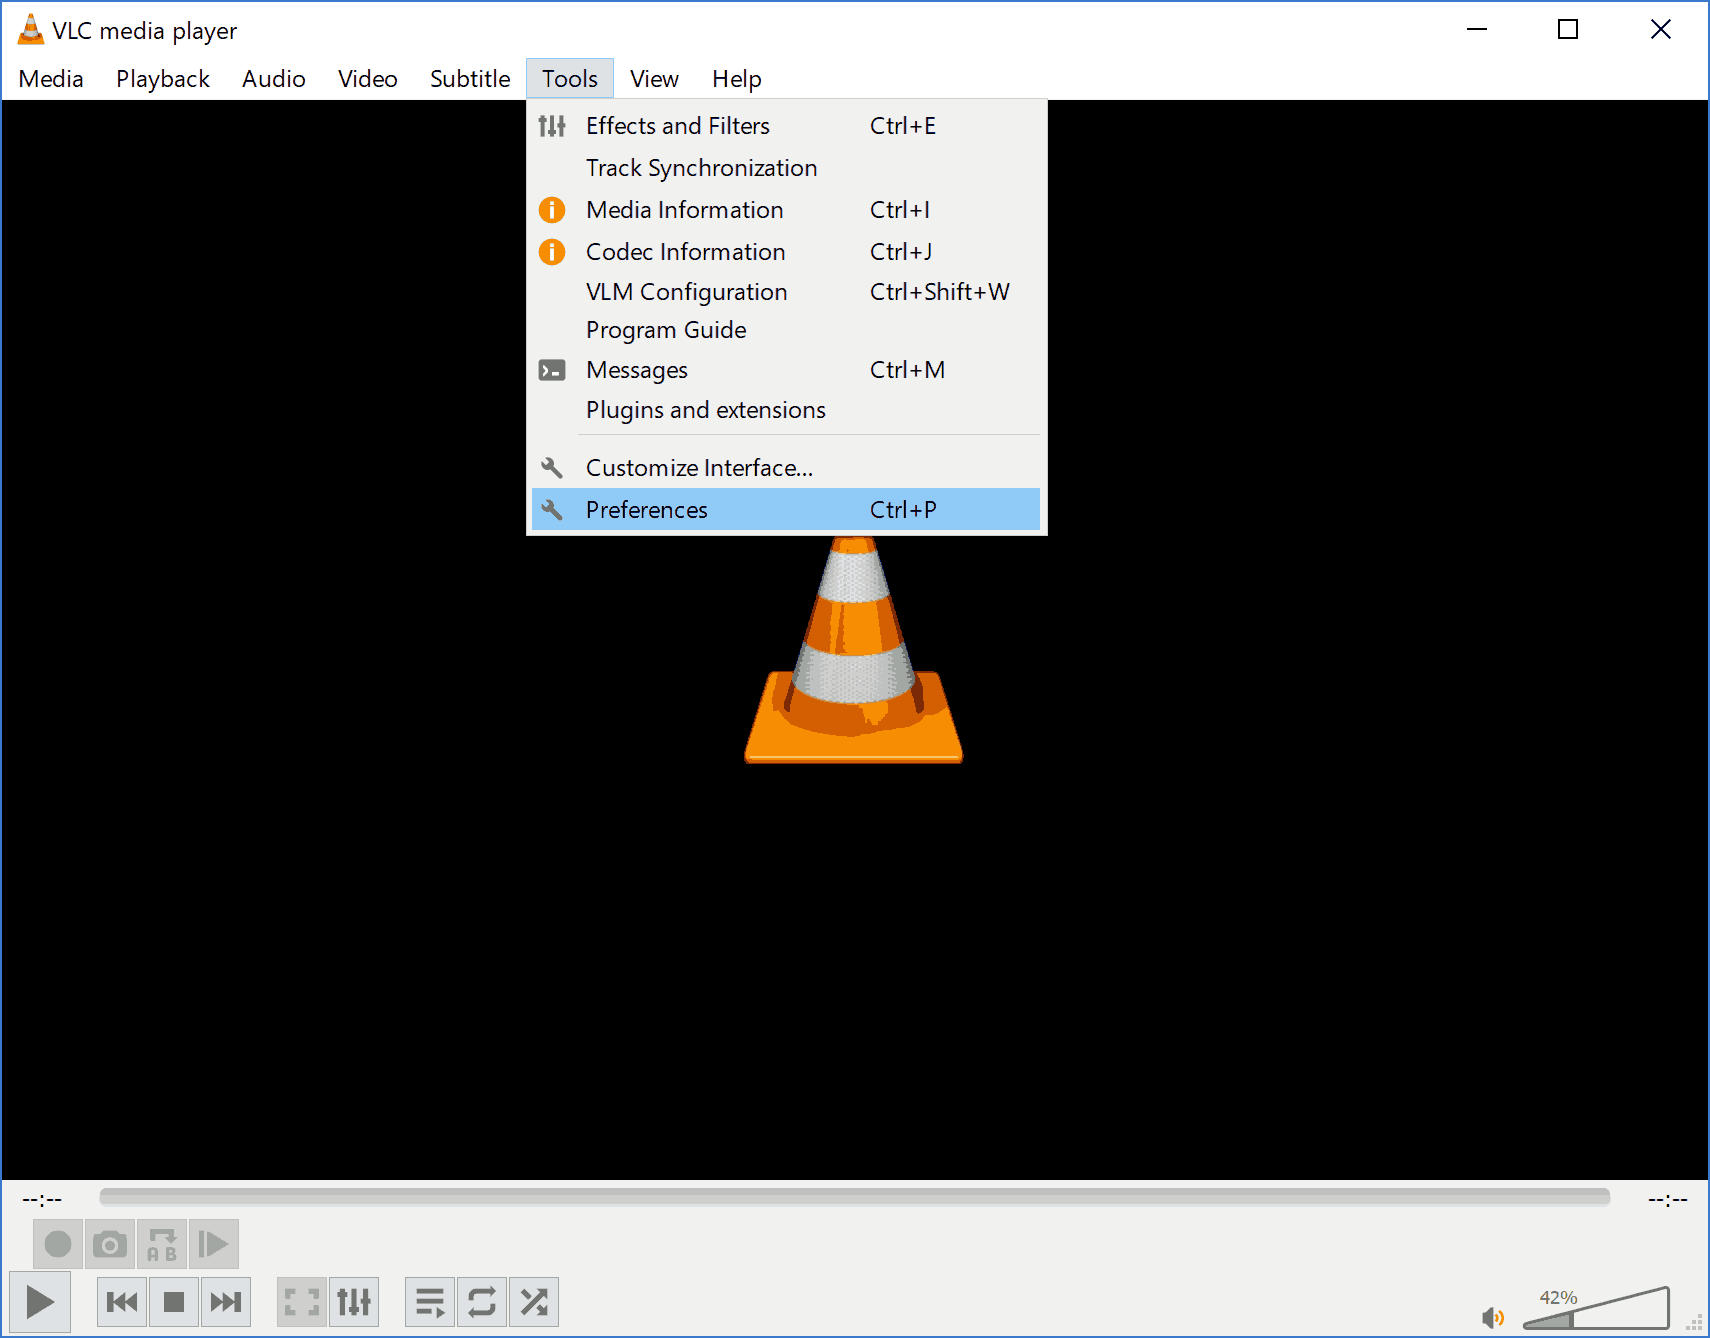 VLC media player
Media Playback Audio Video Subtitle Tools View Help
Effects and Filters Ctrl+E
Track Synchronization
Media Information Ctrl+I
Codec Information Ctrl+J
VLM Configuration Ctrl+Shift+W
Program Guide
Messages Ctrl+M
Plugins and extensions
Customize Interface...
Preferences Ctrl+P
--:-- --:--
A B
42%